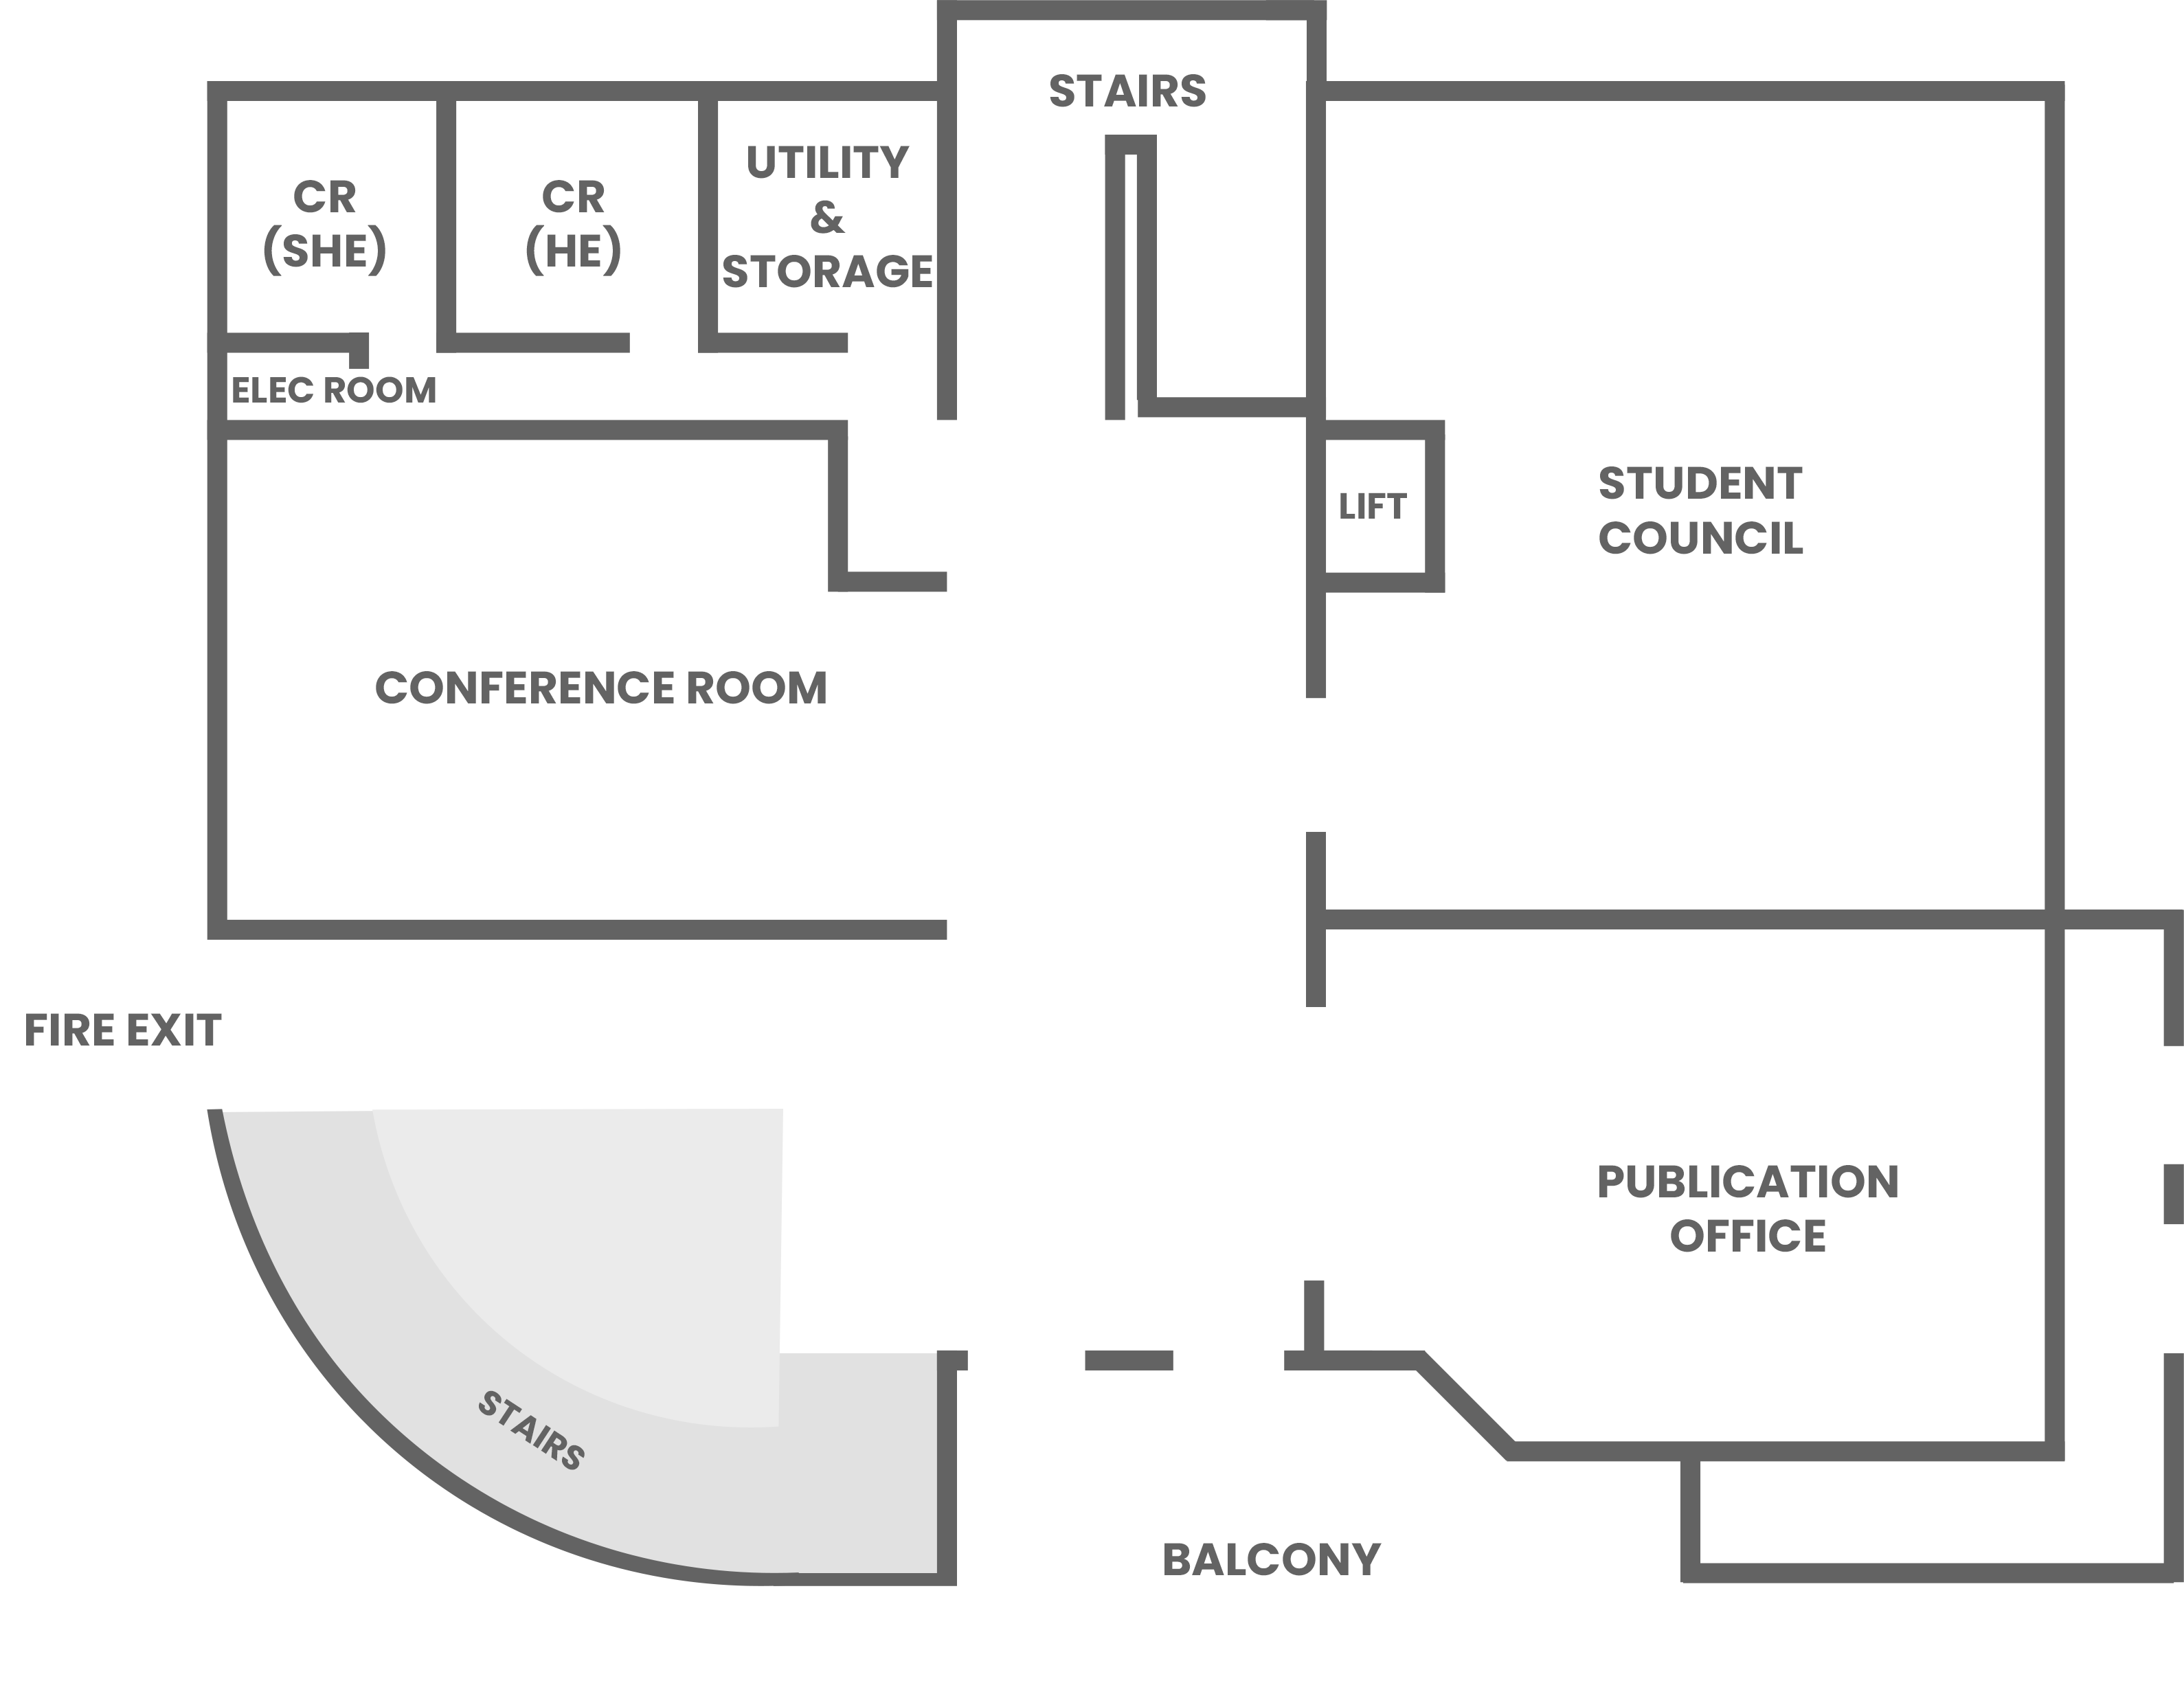 STAIRS
UTILITY
&
STORAGE
CR
(SHE)
CR
(HE)
ELEC ROOM
LIFT
STUDENT
COUNCIL
CONFERENCE ROOM
FIRE EXIT
PUBLICATION
OFFICE
STAIRS
BALCONY